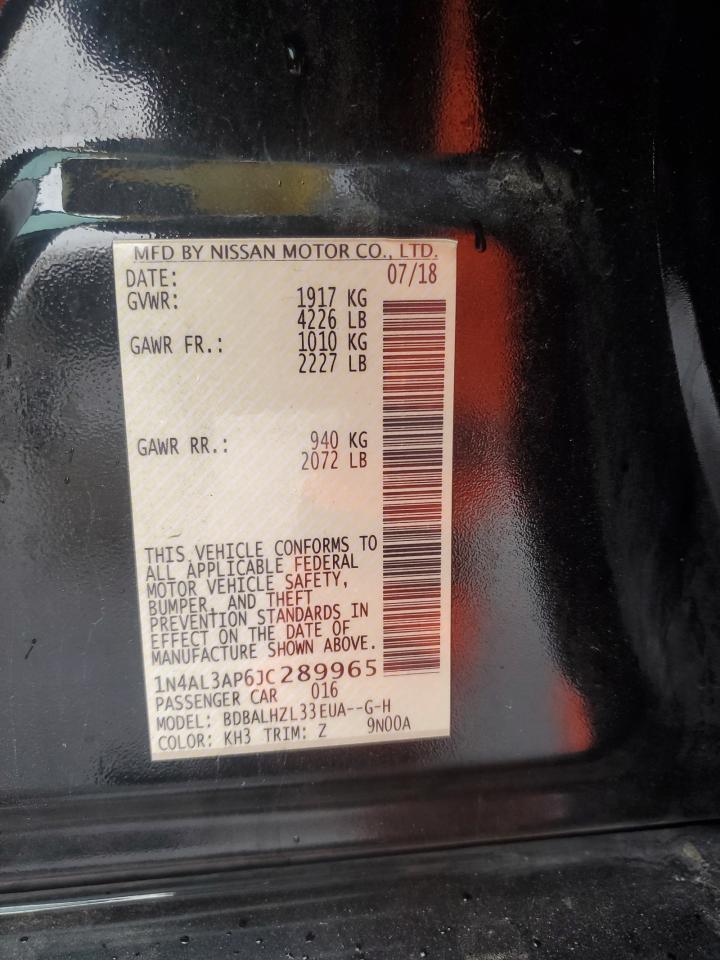 MFD BY NISSAN MOTOR CO., LTD.
DATE: 07/18
GVWR: 1917 KG
4226 LB
GAWR FR.: 1010 KG
2227 LB
GAWR RR.: 940 KG
2072 LB
THIS VEHICLE CONFORMS TO
ALL APPLICABLE FEDERAL
MOTOR VEHICLE SAFETY,
BUMPER, AND THEFT
PREVENTION STANDARDS IN
EFFECT ON THE DATE OF
MANUFACTURE SHOWN ABOVE.
1N4AL3AP6JC289965
PASSENGER CAR 016
MODEL: BDBALHZL33EUA--G-H
COLOR: KH3 TRIM: Z 9N00A